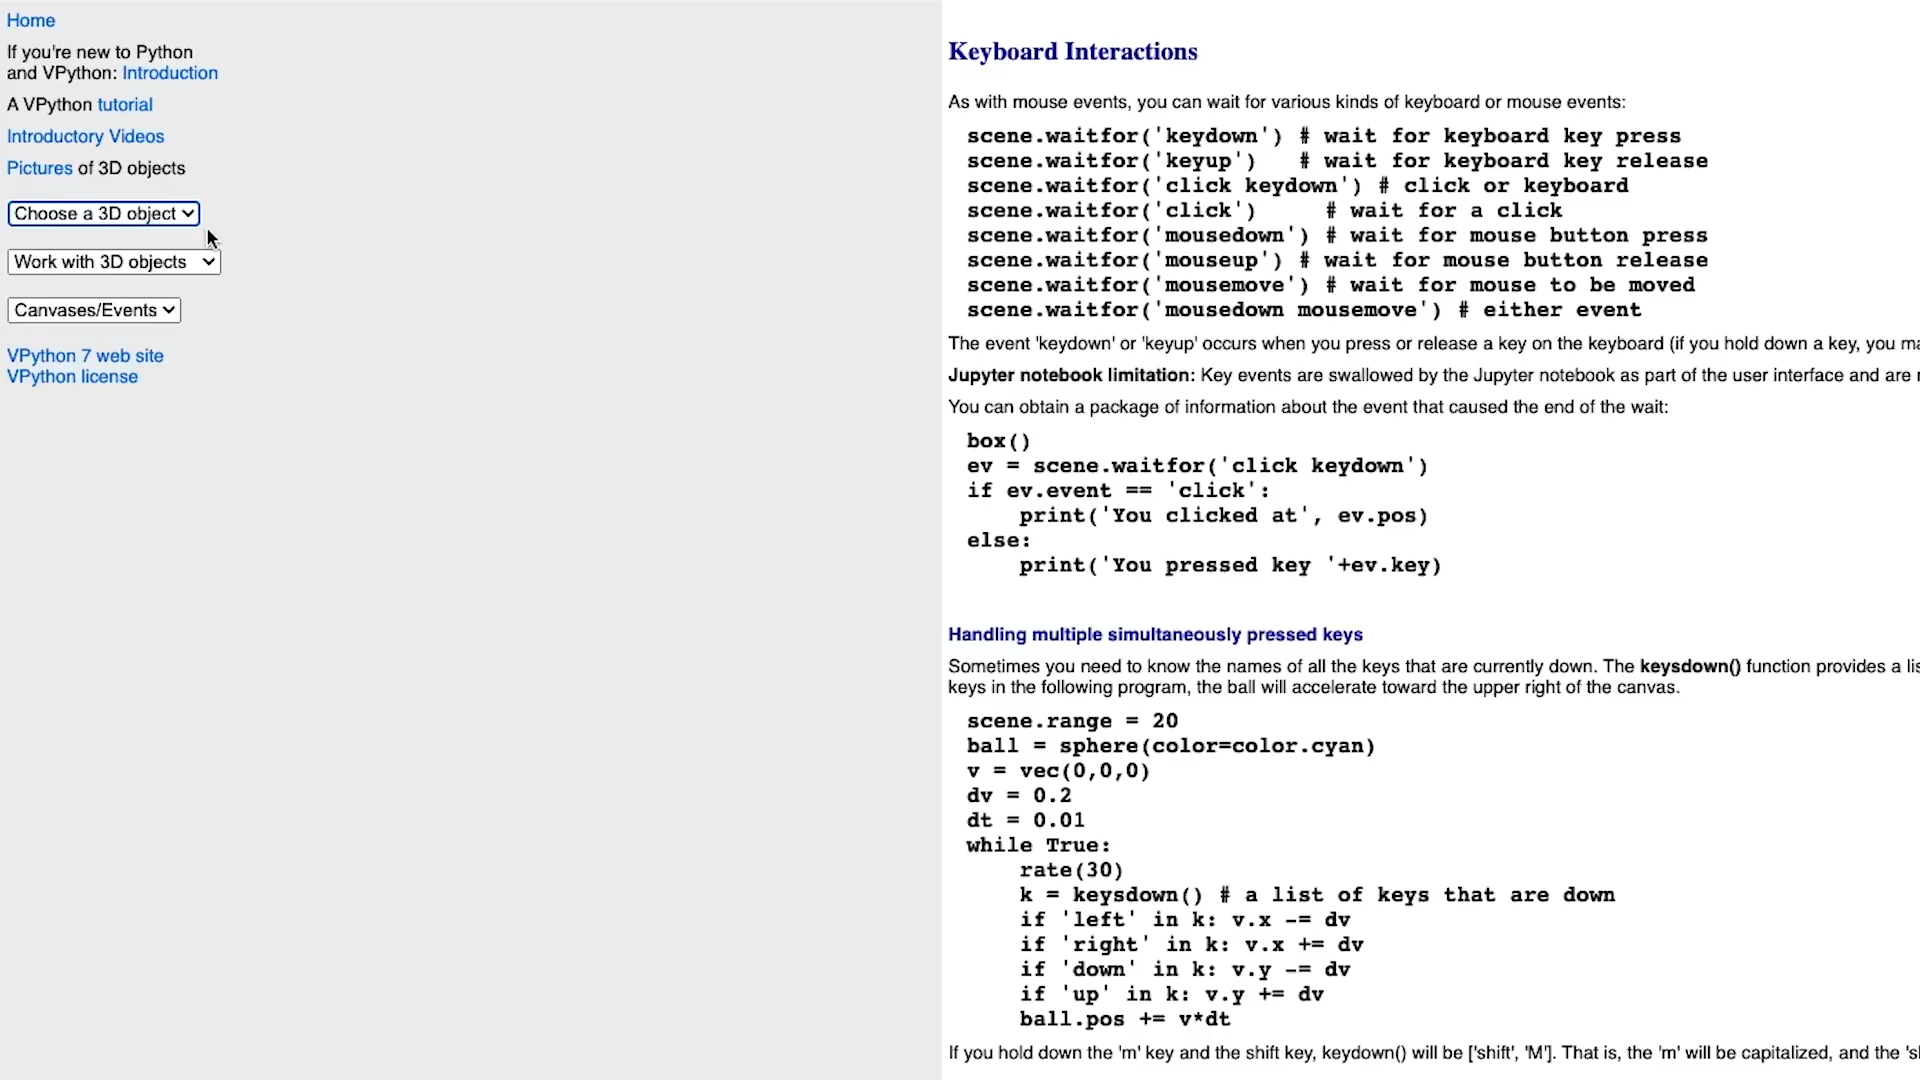 Home
If you're new to Python
and VPython: Introduction
A VPython tutorial
Introductory Videos
Pictures of 3D objects
Choose a 3D object
Work with 3D objects
Canvases/Events
VPython 7 web site
VPython license
Keyboard Interactions
As with mouse events, you can wait for various kinds of keyboard or mouse events:
scene.waitfor('keydown') # wait for keyboard key press
scene.waitfor('keyup')   # wait for keyboard key release
scene.waitfor('click keydown') # click or keyboard
scene.waitfor('click')     # wait for a click
scene.waitfor('mousedown') # wait for mouse button press
scene.waitfor('mouseup') # wait for mouse button release
scene.waitfor('mousemove') # wait for mouse to be moved
scene.waitfor('mousedown mousemove') # either event
The event 'keydown' or 'keyup' occurs when you press or release a key on the keyboard (if you hold down a key, you
Jupyter notebook limitation: Key events are swallowed by the Jupyter notebook as part of the user interface and are
You can obtain a package of information about the event that caused the end of the wait:
box()
ev = scene.waitfor('click keydown')
if ev.event == 'click':
    print('You clicked at', ev.pos)
else:
    print('You pressed key '+ev.key)
Handling multiple simultaneously pressed keys
Sometimes you need to know the names of all the keys that are currently down. The keysdown() function provides a
keys in the following program, the ball will accelerate toward the upper right of the canvas.
scene.range = 20
ball = sphere(color=color.cyan)
v = vec(0,0,0)
dv = 0.2
dt = 0.01
while True:
    rate(30)
    k = keysdown() # a list of keys that are down
    if 'left' in k: v.x -= dv
    if 'right' in k: v.x += dv
    if 'down' in k: v.y -= dv
    if 'up' in k: v.y += dv
    ball.pos += v*dt
If you hold down the 'm' key and the shift key, keydown() will be ['shift', 'M']. That is, the 'm' will be capitalized, and the